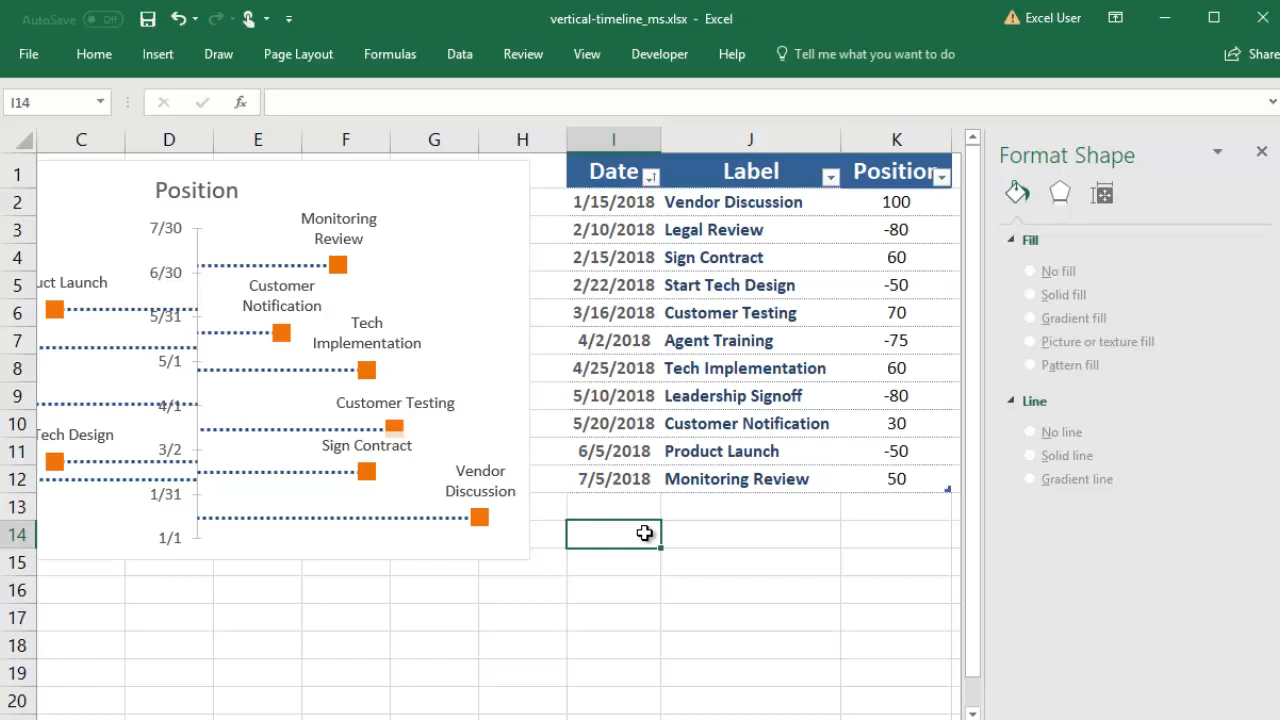 AutoSave Off
vertical-timeline_ms.xlsx - Excel
Excel User
File Home Insert Draw Page Layout Formulas Data Review View Developer Help Tell me what you want to do Share
I14 fx
C D E F G H I J K
1 Date Label Position
2 1/15/2018 Vendor Discussion 100
3 2/10/2018 Legal Review -80
4 2/15/2018 Sign Contract 60
5 2/22/2018 Start Tech Design -50
6 3/16/2018 Customer Testing 70
7 4/2/2018 Agent Training -75
8 4/25/2018 Tech Implementation 60
9 5/10/2018 Leadership Signoff -80
10 5/20/2018 Customer Notification 30
11 6/5/2018 Product Launch -50
12 7/5/2018 Monitoring Review 50
13
14
15
16
17
18
19
20
Position
7/30
6/30
5/31
5/1
4/1
3/2
1/31
1/1
Monitoring
Review
uct Launch
Customer
Notification
Tech
Implementation
Customer Testing
Tech Design
Sign Contract
Vendor
Discussion
Format Shape
Fill
No fill
Solid fill
Gradient fill
Picture or texture fill
Pattern fill
Line
No line
Solid line
Gradient line